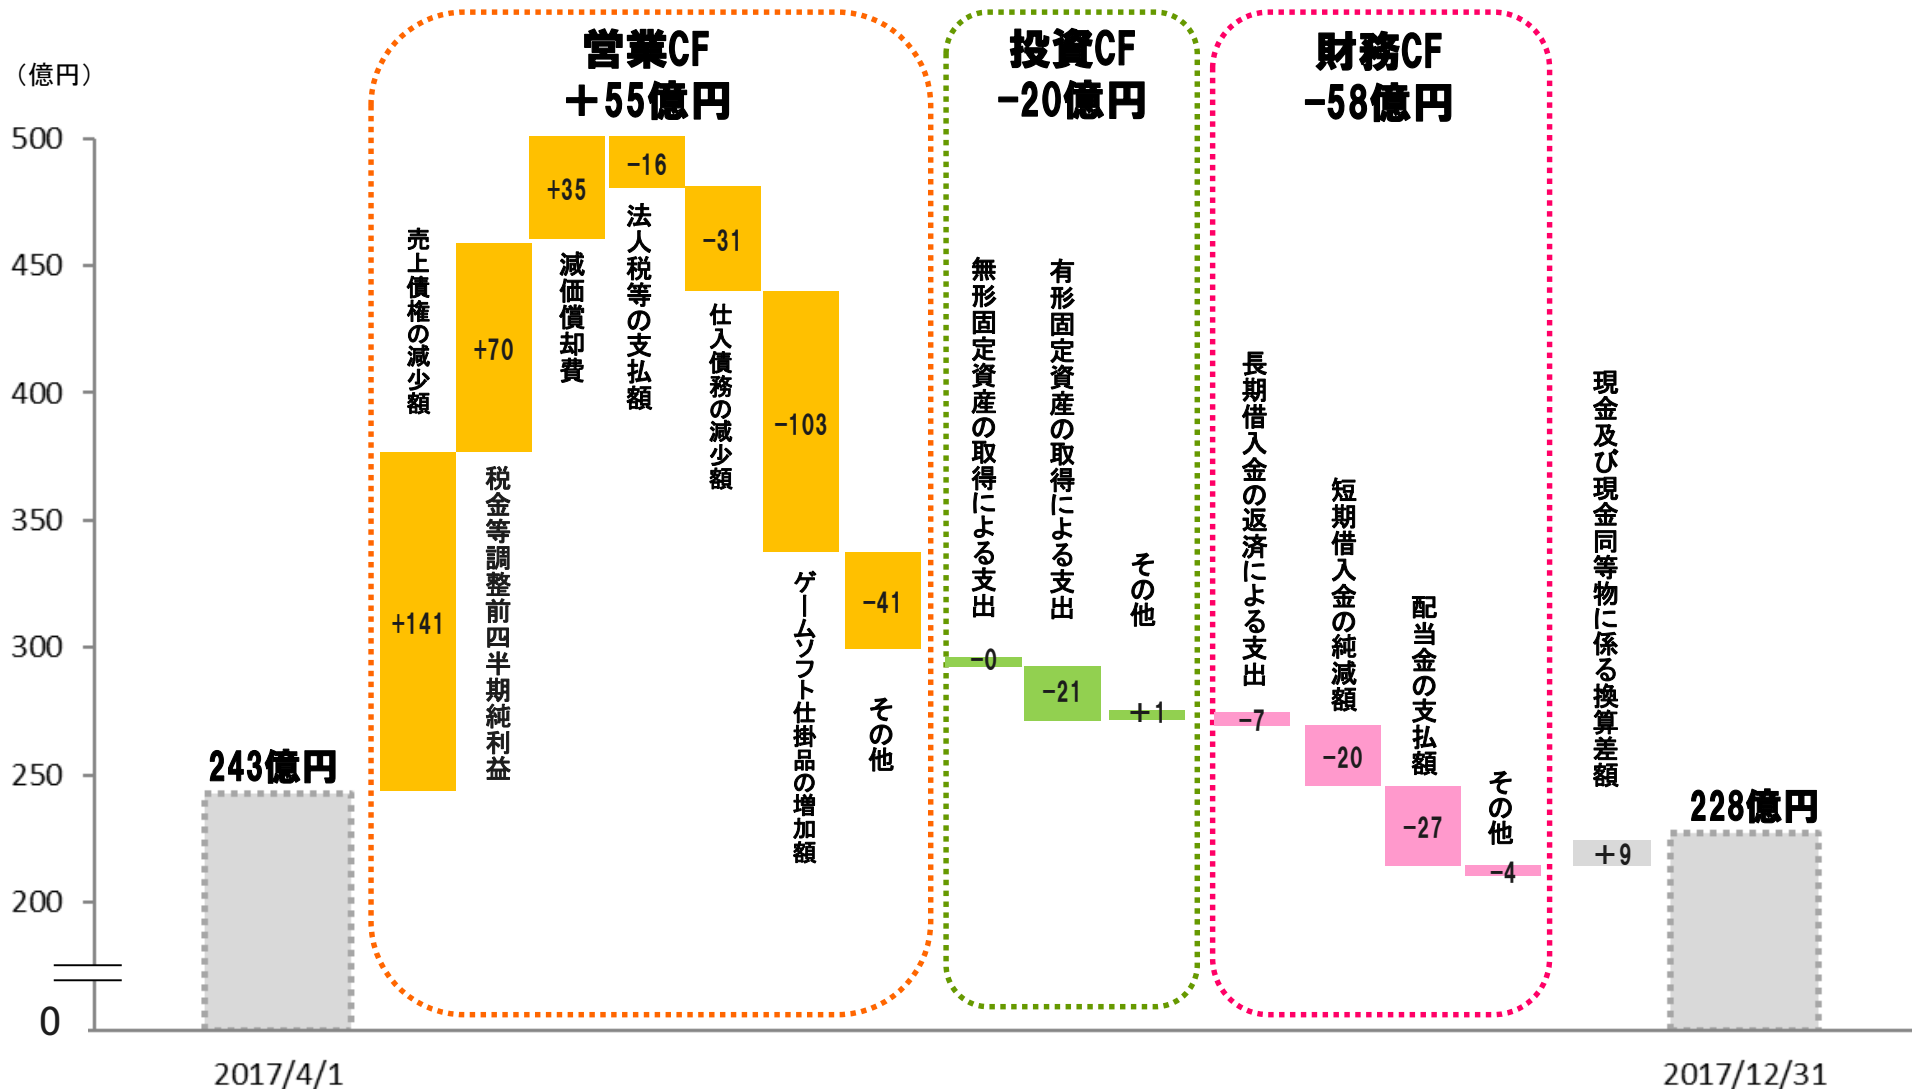 （億円）
営業CF
＋55億円
投資CF
-20億円
財務CF
-58億円
500
450
400
350
300
250
200
0
243億円
2017/4/1
+141
売上債権の減少額
+70
税金等調整前四半期純利益
+35
減価償却費
-16
法人税等の支払額
-31
仕入債務の減少額
-103
ゲームソフト仕掛品の増加額
-41
その他
無形固定資産の取得による支出
-0
有形固定資産の取得による支出
-21
その他
＋1
長期借入金の返済による支出
-7
短期借入金の純減額
-20
配当金の支払額
-27
その他
-4
現金及び現金同等物に係る換算差額
＋9
228億円
2017/12/31